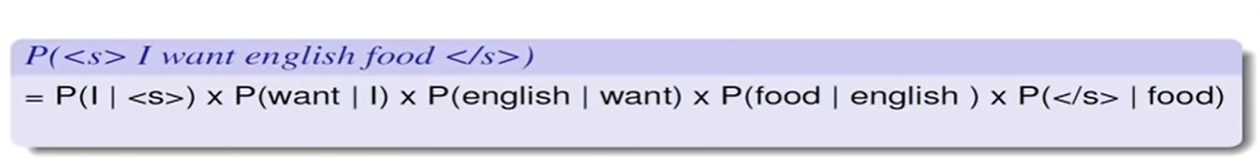 P(<s> I want english food </s>)
= P(I | <s>) x P(want | I) x P(english | want) x P(food | english ) x P(</s> | food)